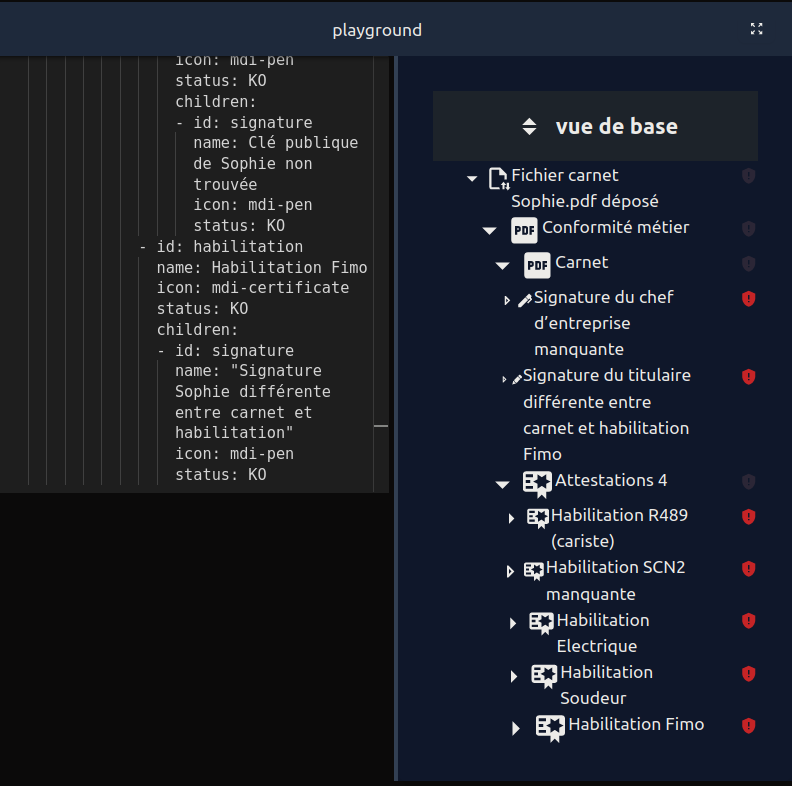 playground
icon: mdi-pen
status: KO
children:
- id: signature
name: Clé publique
de Sophie non
trouvée
icon: mdi-pen
status: KO
- id: habilitation
name: Habilitation Fimo
icon: mdi-certificate
status: KO
children:
- id: signature
name: "Signature
Sophie différente
entre carnet et
habilitation"
icon: mdi-pen
status: KO
vue de base
Fichier carnet
Sophie.pdf déposé
PDF Conformité métier
PDF Carnet
Signature du chef
d’entreprise
manquante
Signature du titulaire
différente entre
carnet et habilitation
Fimo
Attestations 4
Habilitation R489
(cariste)
Habilitation SCN2
manquante
Habilitation
Electrique
Habilitation
Soudeur
Habilitation Fimo